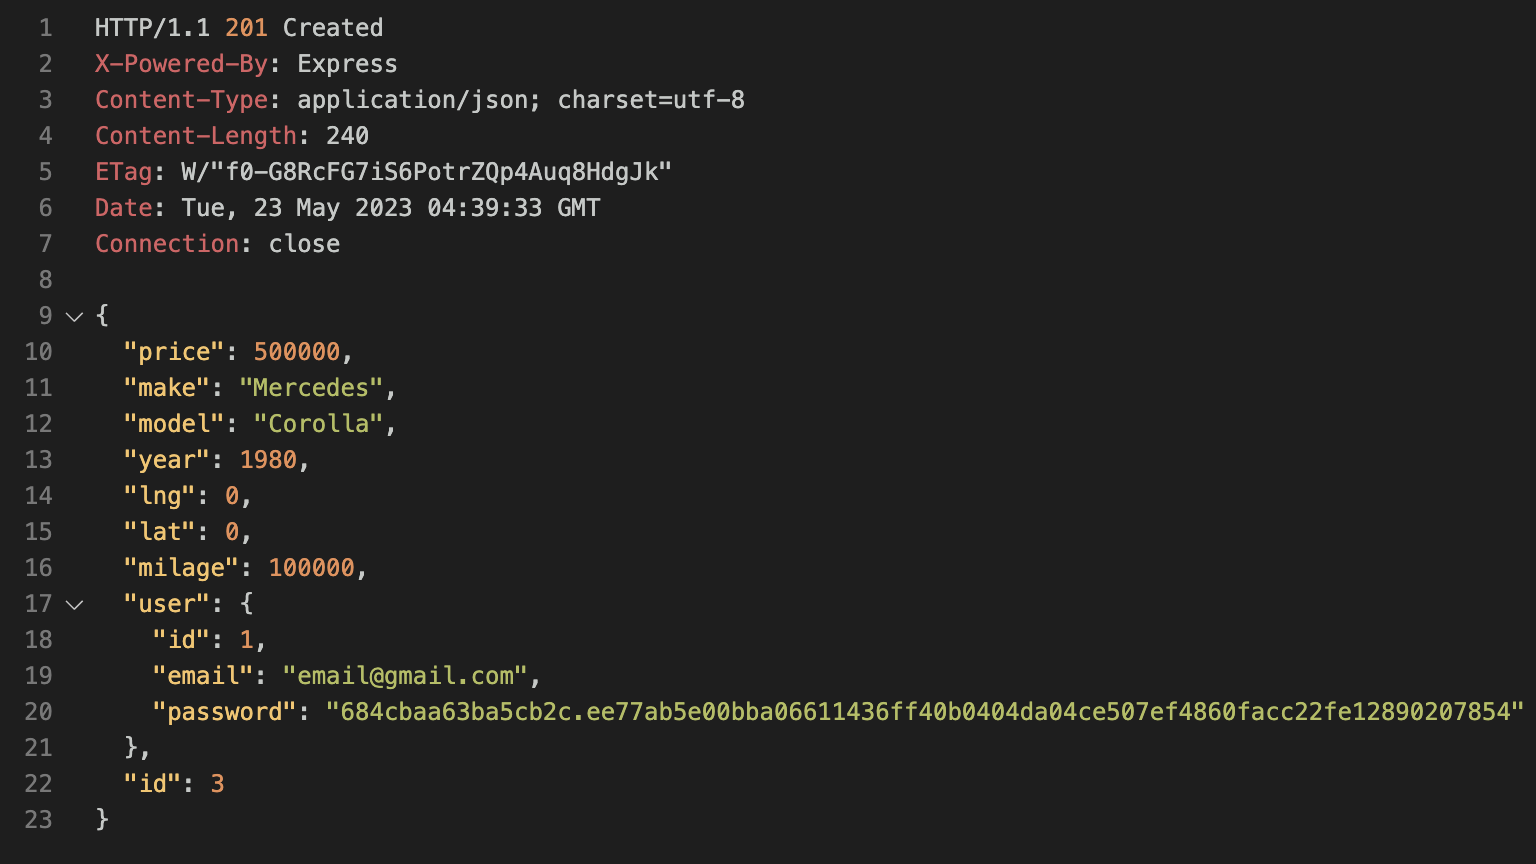 1 HTTP/1.1 201 Created
2 X-Powered-By: Express
3 Content-Type: application/json; charset=utf-8
4 Content-Length: 240
5 ETag: W/"f0-G8RcFG7iS6PotrZQp4Auq8HdgJk"
6 Date: Tue, 23 May 2023 04:39:33 GMT
7 Connection: close
8
9 {
10 "price": 500000,
11 "make": "Mercedes",
12 "model": "Corolla",
13 "year": 1980,
14 "lng": 0,
15 "lat": 0,
16 "milage": 100000,
17 "user": {
18 "id": 1,
19 "email": "email@gmail.com",
20 "password": "684cbaa63ba5cb2c.ee77ab5e00bba06611436ff40b0404da04ce507ef4860facc22fe12890207854"
21 },
22 "id": 3
23 }